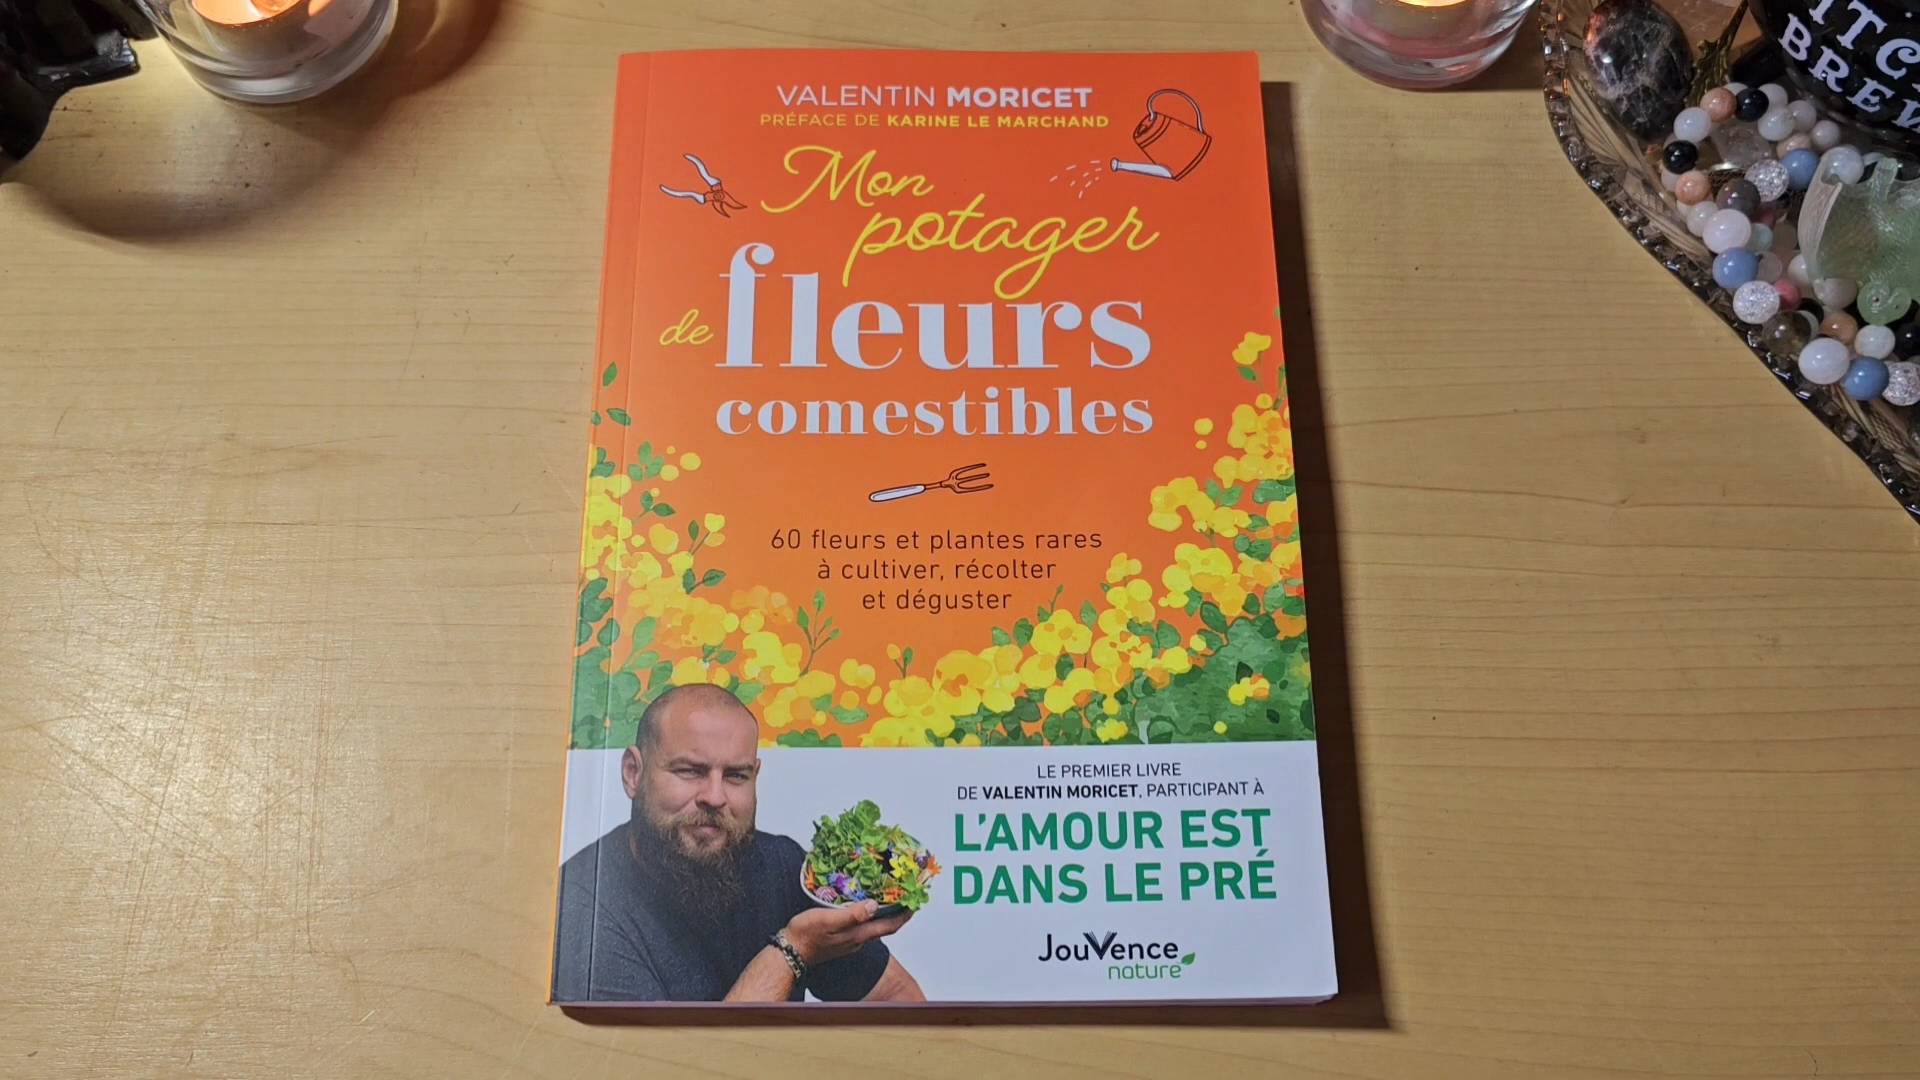 VALENTIN MORICET
PRÉFACE DE KARINE LE MARCHAND
Mon
potager
de fleurs
comestibles
60 fleurs et plantes rares
à cultiver, récolter
et déguster
LE PREMIER LIVRE
DE VALENTIN MORICET, PARTICIPANT À
L'AMOUR EST
DANS LE PRÉ
JouVence
nature